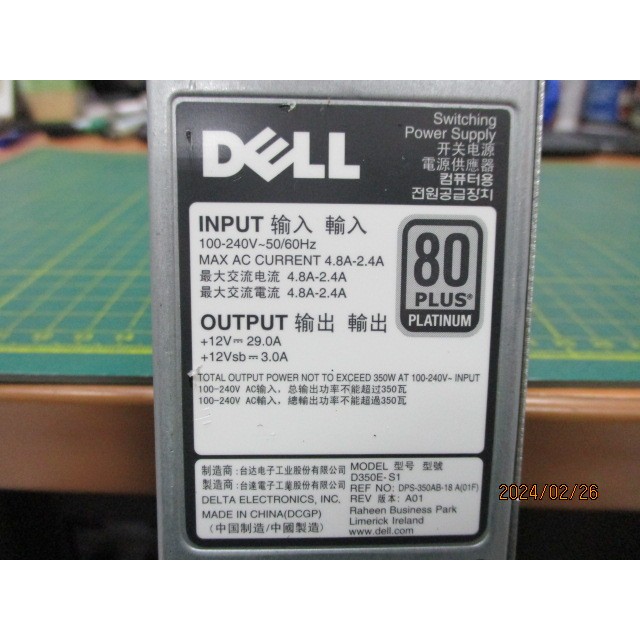 DELL
Switching
Power Supply
开关电源
電源供應器
컴퓨터용
전원공급장치
INPUT 输入 輸入
100-240V~50/60Hz
MAX AC CURRENT 4.8A-2.4A
最大交流电流 4.8A-2.4A
最大交流電流 4.8A-2.4A
80
PLUS®
PLATINUM
OUTPUT 输出 輸出
+12V⎓ 29.0A
+12Vsb⎓ 3.0A
TOTAL OUTPUT POWER NOT TO EXCEED 350W AT 100-240V~ INPUT
100-240V AC输入，总输出功率不能超过350瓦
100-240V AC輸入，總輸出功率不能超過350瓦
制造商：台达电子工业股份有限公司
製造商：台達電子工業股份有限公司
DELTA ELECTRONICS, INC.
MADE IN CHINA(DCGP)
（中国制造/中國製造）
MODEL 型号 型號
D350E-S1
REF NO: DPS-350AB-18 A(01F)
REV 版本: A01
Raheen Business Park
Limerick Ireland
www.dell.com
2024/02/26